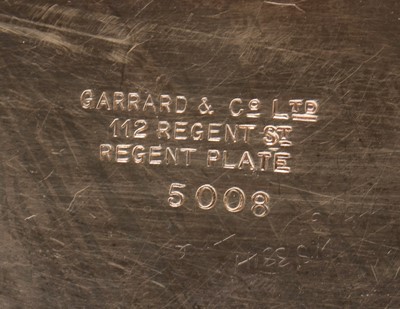 GARRARD & Co LTD
112 REGENT ST
REGENT PLATE
5008